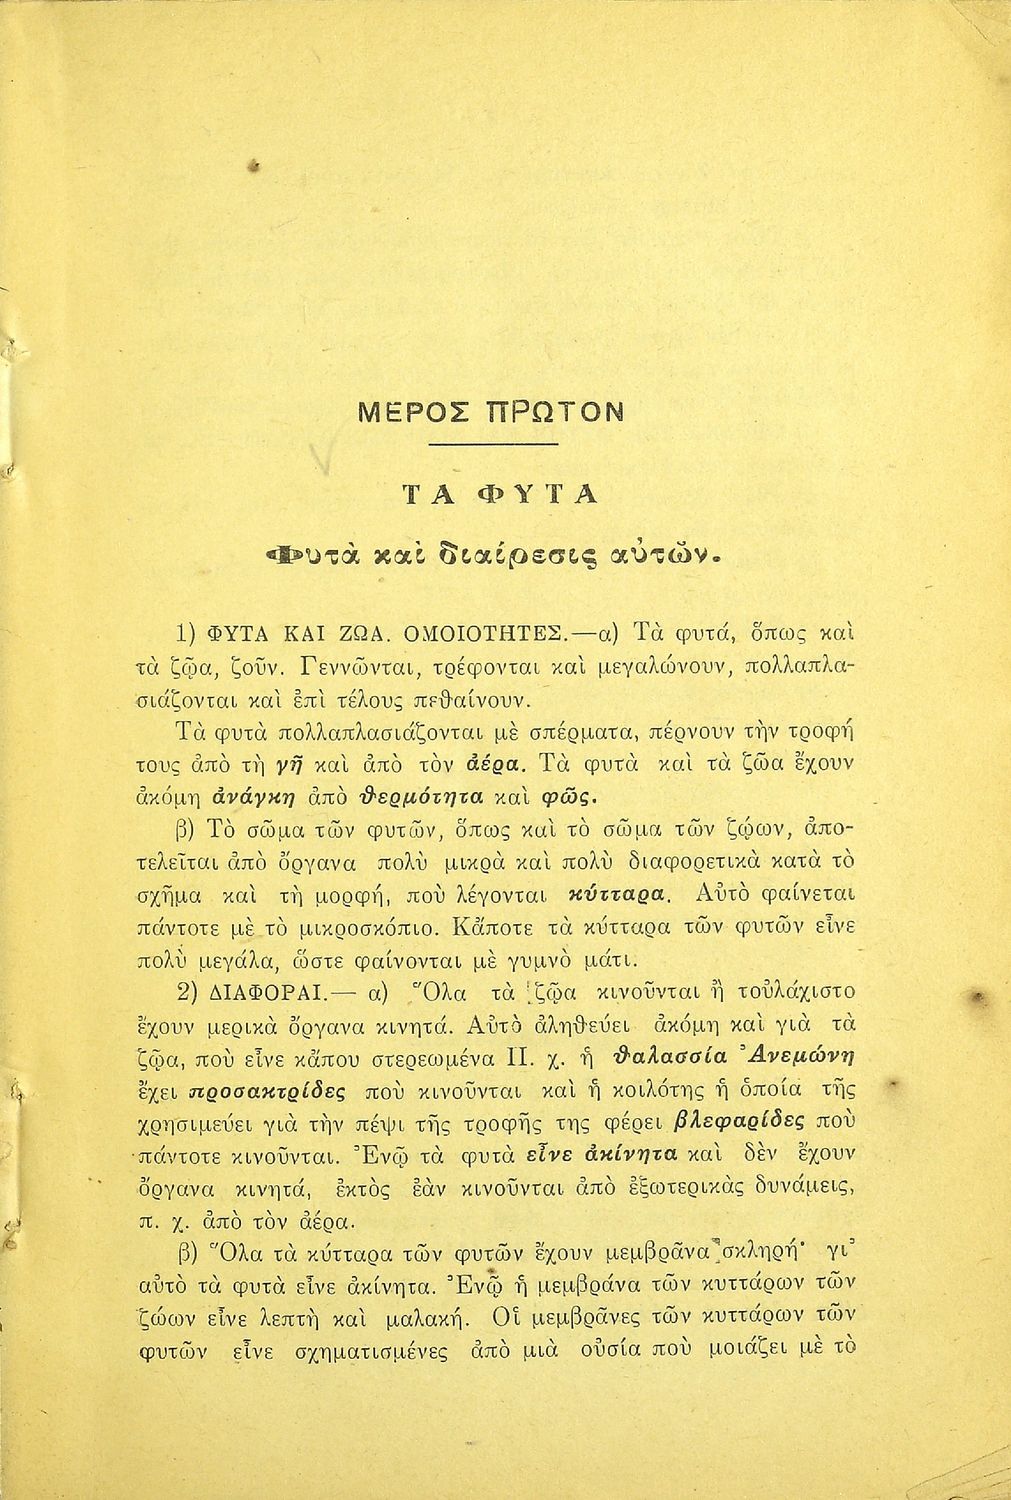 ΜΕΡΟΣ ΠΡΩΤΟΝ
ΤΑ ΦΥΤΑ
Φυτὰ καὶ διαίρεσις αὐτῶν.
1) ΦΥΤΑ ΚΑΙ ΖΩΑ. ΟΜΟΙΟΤΗΤΕΣ.—α) Τὰ φυτά, ὅπως καὶ
τὰ ζῷα, ζοῦν. Γεννῶνται, τρέφονται καὶ μεγαλώνουν, πολλαπλα-
σιάζονται καὶ ἐπὶ τέλους πεθαίνουν.
Τὰ φυτὰ πολλαπλασιάζονται μὲ σπέρματα, πέρνουν τὴν τροφή
τους ἀπὸ τὴ γῆ καὶ ἀπὸ τὸν ἀέρα. Τὰ φυτὰ καὶ τὰ ζῶα ἔχουν
ἀκόμη ἀνάγκη ἀπὸ θερμότητα καὶ φῶς.
β) Τὸ σῶμα τῶν φυτῶν, ὅπως καὶ τὸ σῶμα τῶν ζῴων, ἀπο-
τελεῖται ἀπὸ ὄργανα πολὺ μικρὰ καὶ πολὺ διαφορετικὰ κατὰ τὸ
σχῆμα καὶ τὴ μορφή, ποὺ λέγονται κύτταρα. Αὐτὸ φαίνεται
πάντοτε μὲ τὸ μικροσκόπιο. Κἄποτε τὰ κύτταρα τῶν φυτῶν εἶνε
πολὺ μεγάλα, ὥστε φαίνονται μὲ γυμνὸ μάτι.
2) ΔΙΑΦΟΡΑΙ.— α) Ὅλα τὰ ζῷα κινοῦνται ἢ τοὐλάχιστο
ἔχουν μερικὰ ὄργανα κινητά. Αὐτὸ ἀληθεύει ἀκόμη καὶ γιὰ τὰ
ζῷα, ποὺ εἶνε κἄπου στερεωμένα Π. χ. ἡ θαλασσία Ἀνεμώνη
ἔχει προσακτρίδες ποὺ κινοῦνται καὶ ἡ κοιλότης ἡ ὁποία τῆς
χρησιμεύει γιὰ τὴν πέψι τῆς τροφῆς της φέρει βλεφαρίδες ποὺ
πάντοτε κινοῦνται. Ἐνῷ τὰ φυτὰ εἶνε ἀκίνητα καὶ δὲν ἔχουν
ὄργανα κινητά, ἐκτὸς ἐὰν κινοῦνται ἀπὸ ἐξωτερικὰς δυνάμεις,
π. χ. ἀπὸ τὸν ἀέρα.
β) Ὅλα τὰ κύτταρα τῶν φυτῶν ἔχουν μεμβρᾶνα σκληρή· γι'
αὐτὸ τὰ φυτὰ εἶνε ἀκίνητα. Ἐνῷ ἡ μεμβράνα τῶν κυττάρων τῶν
ζώων εἶνε λεπτὴ καὶ μαλακή. Οἱ μεμβρᾶνες τῶν κυττάρων τῶν
φυτῶν εἶνε σχηματισμένες ἀπὸ μιὰ οὐσία ποὺ μοιάζει μὲ τὸ